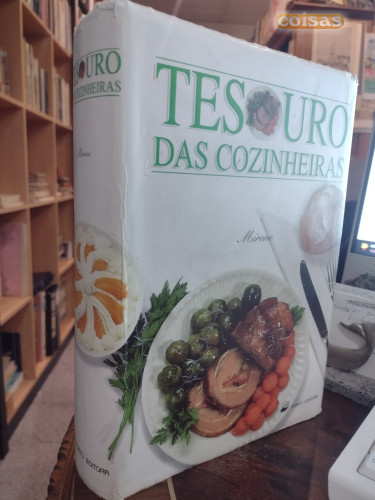 coisas
TESOURO
DAS COZINHEIRAS
Mirene
TESOURO
DAS COZINHEIRAS
Mirene
EDITORA